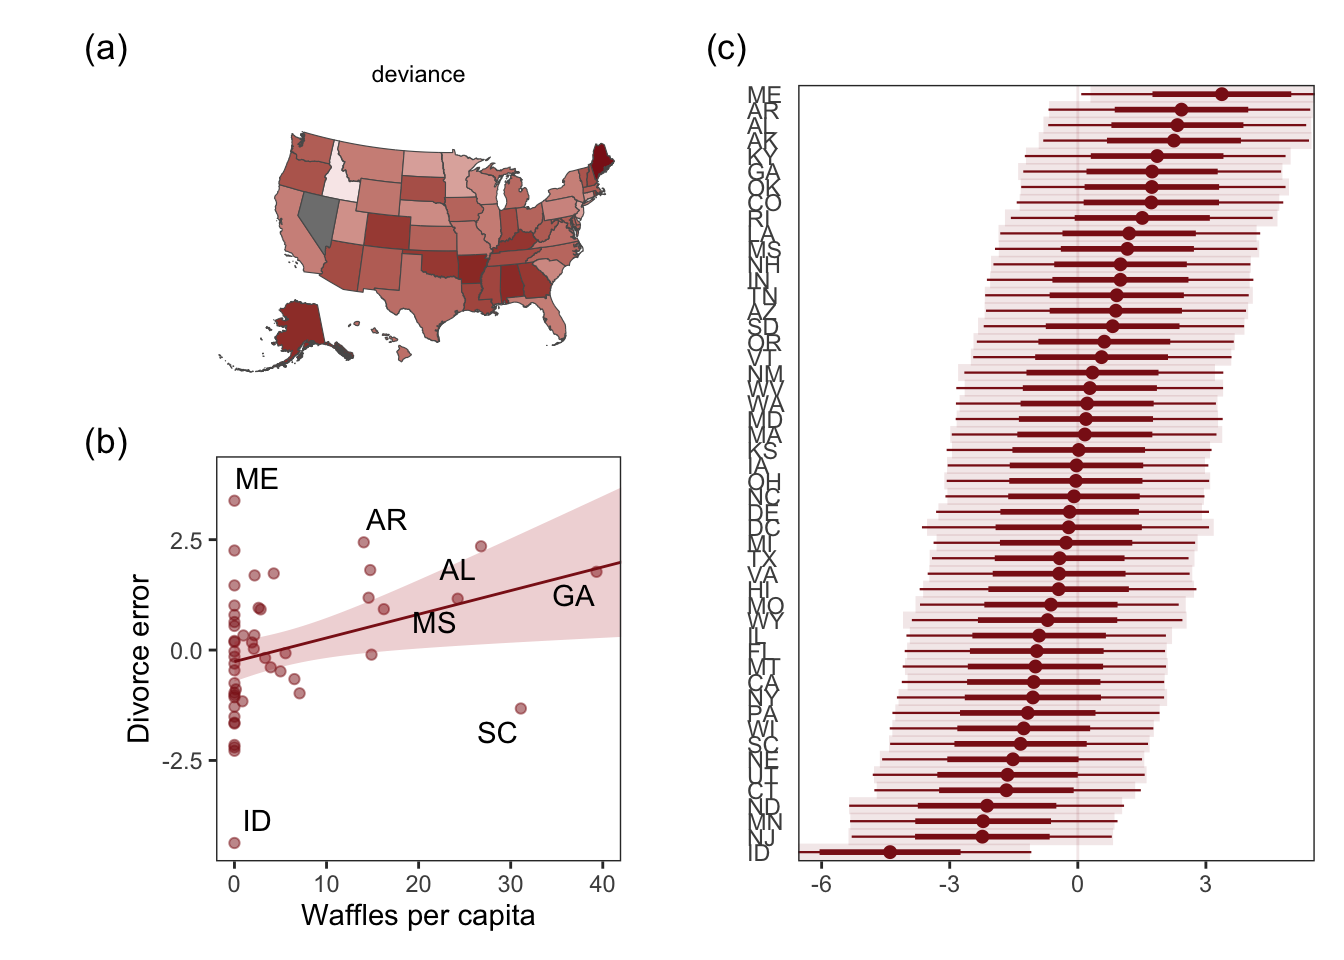 (a)
deviance
(b)
Divorce error
2.5
0.0
-2.5
ME
AR
AL
GA
MS
SC
ID
0 10 20 30 40
Waffles per capita
(c)
ME
AR
AL
AK
KY
GA
OK
CO
RI
LA
MS
NH
IN
TN
AZ
SD
OR
VT
NM
WV
WA
MD
MA
KS
IA
OH
NC
DE
DC
MI
TX
VA
HI
MO
WY
IL
FL
MT
CA
NY
PA
WI
SC
NE
UT
CT
ND
MN
NJ
ID
-6 -3 0 3